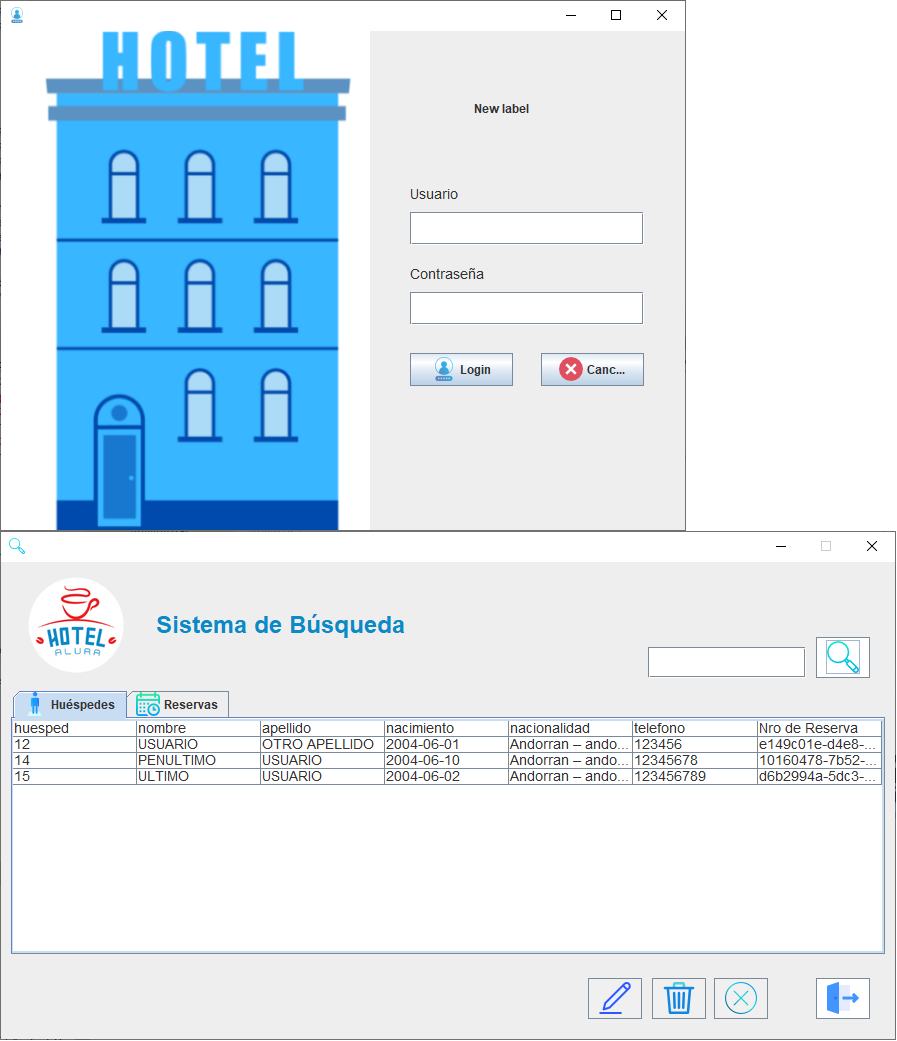 HOTEL
New label
Usuario
Contraseña
Login
Canc...
HOTEL
ALURA
Sistema de Búsqueda
Huéspedes
Reservas
huesped nombre apellido nacimiento nacionalidad telefono Nro de Reserva
12 USUARIO OTRO APELLIDO 2004-06-01 Andorran – ando... 123456 e149c01e-d4e8-...
14 PENULTIMO USUARIO 2004-06-10 Andorran – ando... 12345678 10160478-7b52-...
15 ULTIMO USUARIO 2004-06-02 Andorran – ando... 123456789 d6b2994a-5dc3-...